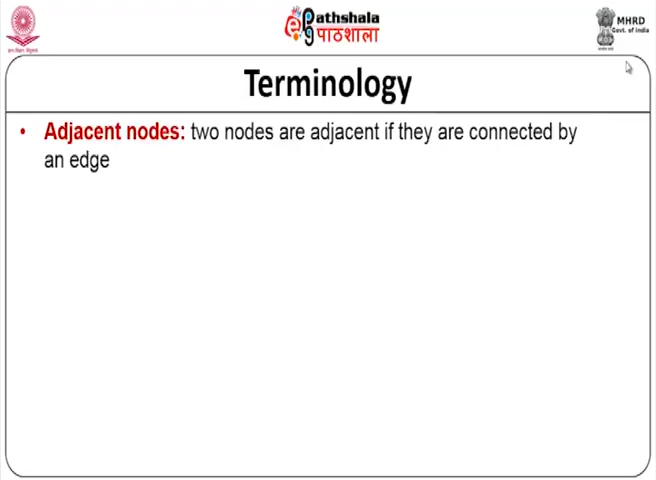 ePathshala
पाठशाला
MHRD
Govt. of India
Terminology
• Adjacent nodes: two nodes are adjacent if they are connected by
an edge